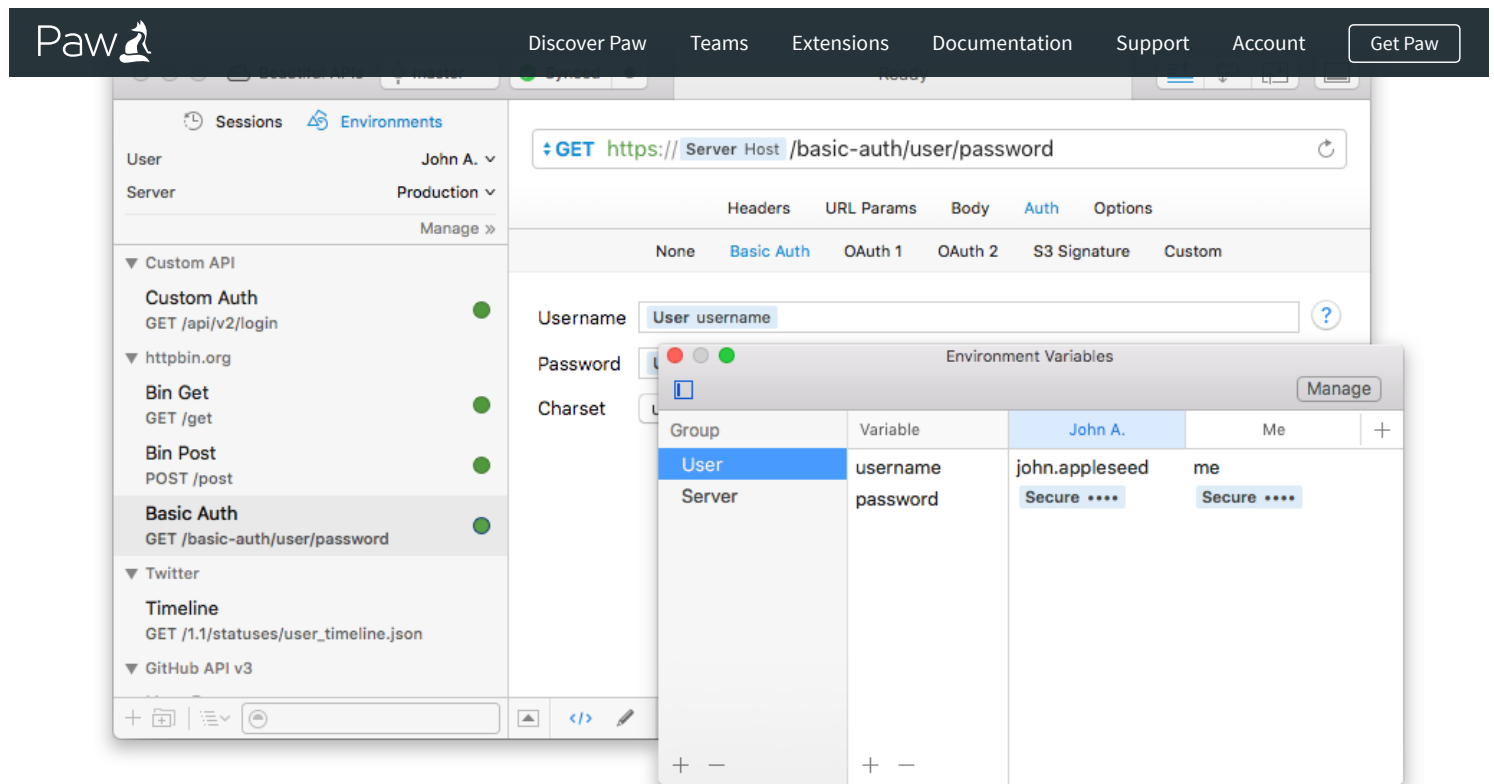 Paw
Discover Paw Teams Extensions Documentation Support Account Get Paw
Beautiful APIs master Synced Ready
Sessions Environments
User John A.
Server Production
Manage »
Custom API
Custom Auth
GET /api/v2/login
httpbin.org
Bin Get
GET /get
Bin Post
POST /post
Basic Auth
GET /basic-auth/user/password
Twitter
Timeline
GET /1.1/statuses/user_timeline.json
GitHub API v3
GET https:// Server Host /basic-auth/user/password
Headers URL Params Body Auth Options
None Basic Auth OAuth 1 OAuth 2 S3 Signature Custom
Username User username ?
Password
Charset
</>
Environment Variables
Manage
Group Variable John A. Me
User username john.appleseed me
Server password Secure •••• Secure ••••